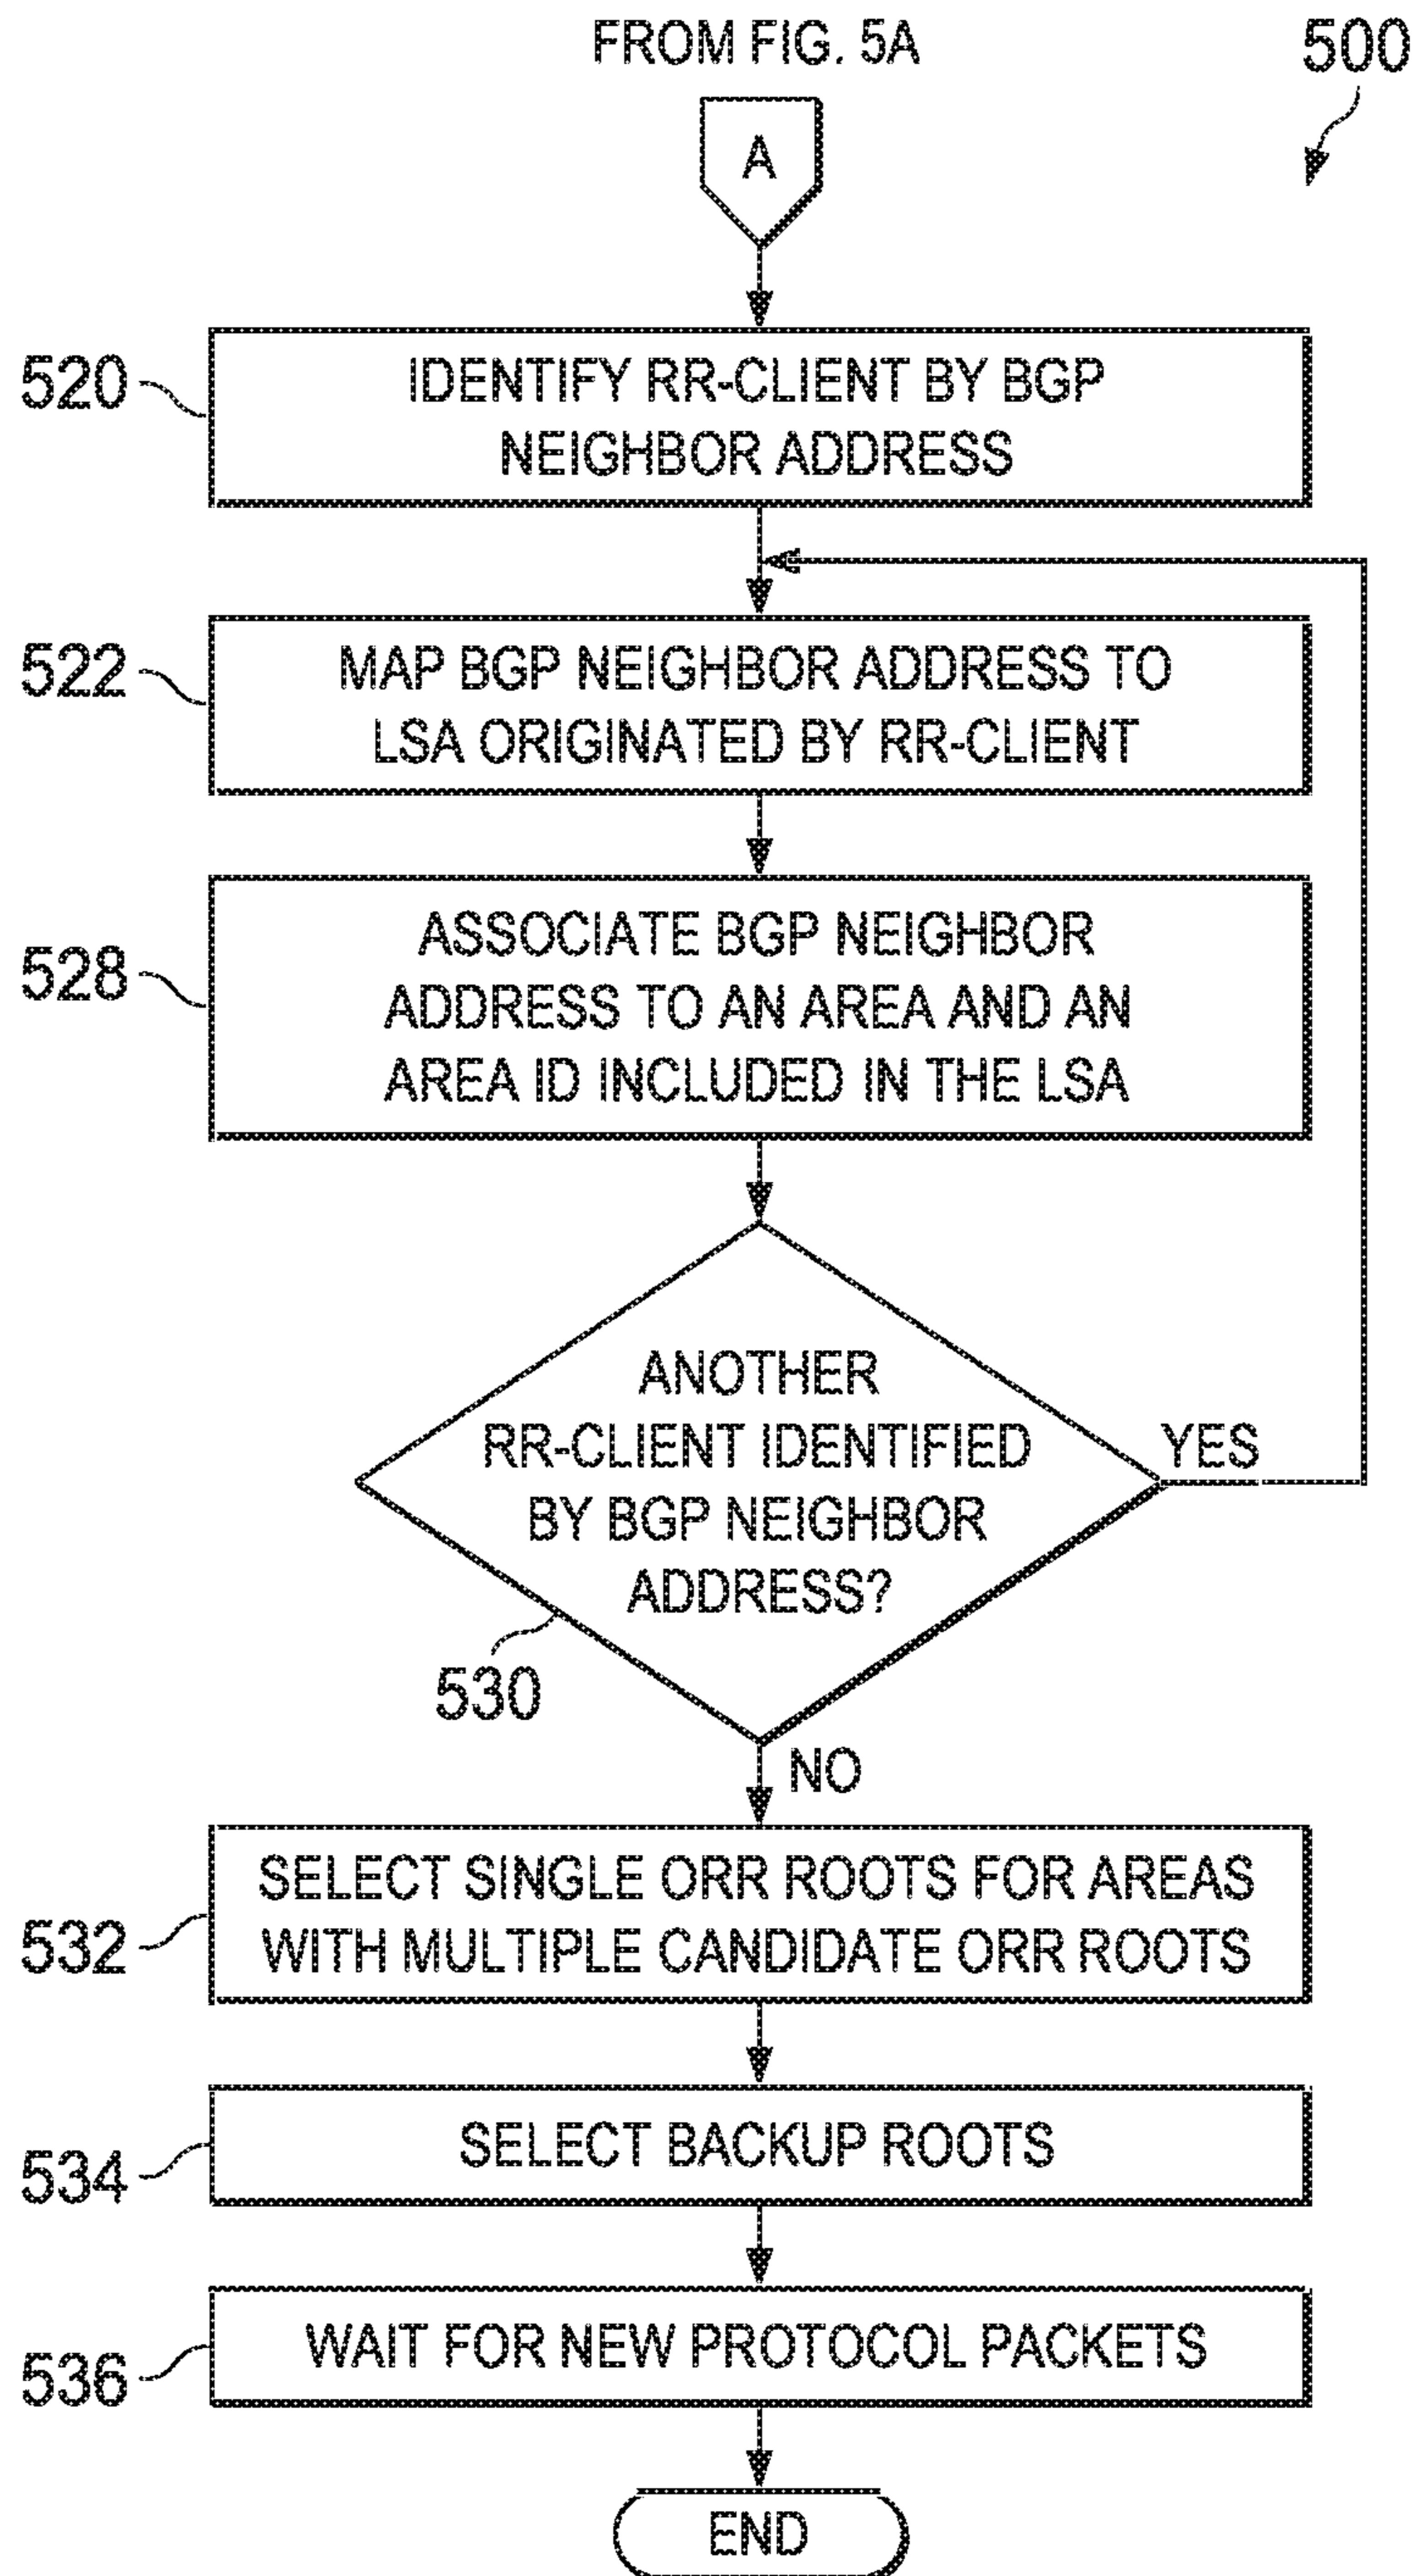 FROM FIG. 5A
500
A
520
IDENTIFY RR-CLIENT BY BGP
NEIGHBOR ADDRESS
522
MAP BGP NEIGHBOR ADDRESS TO
LSA ORIGINATED BY RR-CLIENT
528
ASSOCIATE BGP NEIGHBOR
ADDRESS TO AN AREA AND AN
AREA ID INCLUDED IN THE LSA
ANOTHER
RR-CLIENT IDENTIFIED
BY BGP NEIGHBOR
ADDRESS?
YES
530
NO
532
SELECT SINGLE ORR ROOTS FOR AREAS
WITH MULTIPLE CANDIDATE ORR ROOTS
534
SELECT BACKUP ROOTS
536
WAIT FOR NEW PROTOCOL PACKETS
END